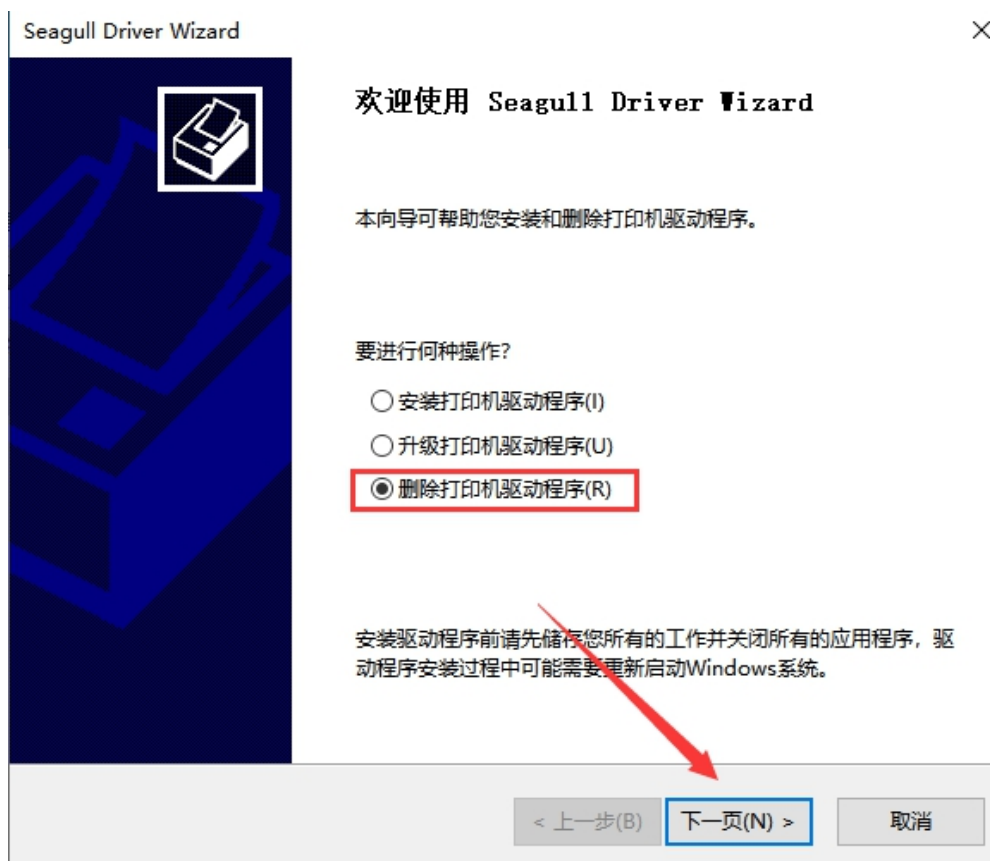 Seagull Driver Wizard
欢迎使用 Seagull Driver Wizard
本向导可帮助您安装和删除打印机驱动程序。
要进行何种操作?
安装打印机驱动程序(I)
升级打印机驱动程序(U)
删除打印机驱动程序(R)
安装驱动程序前请先储存您所有的工作并关闭所有的应用程序，驱
动程序安装过程中可能需要重新启动Windows系统。
< 上一步(B)
下一页(N) >
取消